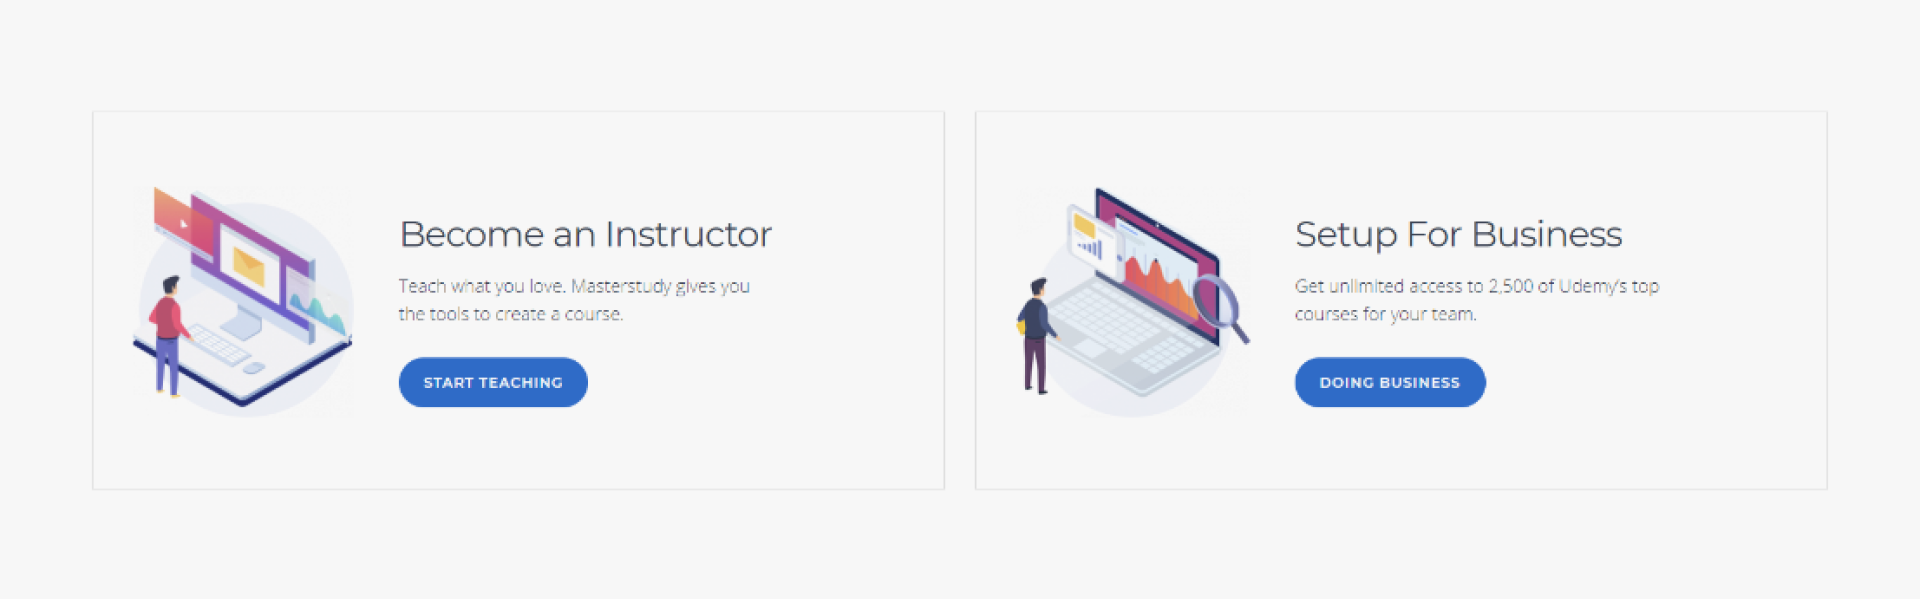 Become an Instructor
Teach what you love. Masterstudy gives you
the tools to create a course.
START TEACHING
Setup For Business
Get unlimited access to 2,500 of Udemy's top
courses for your team.
DOING BUSINESS